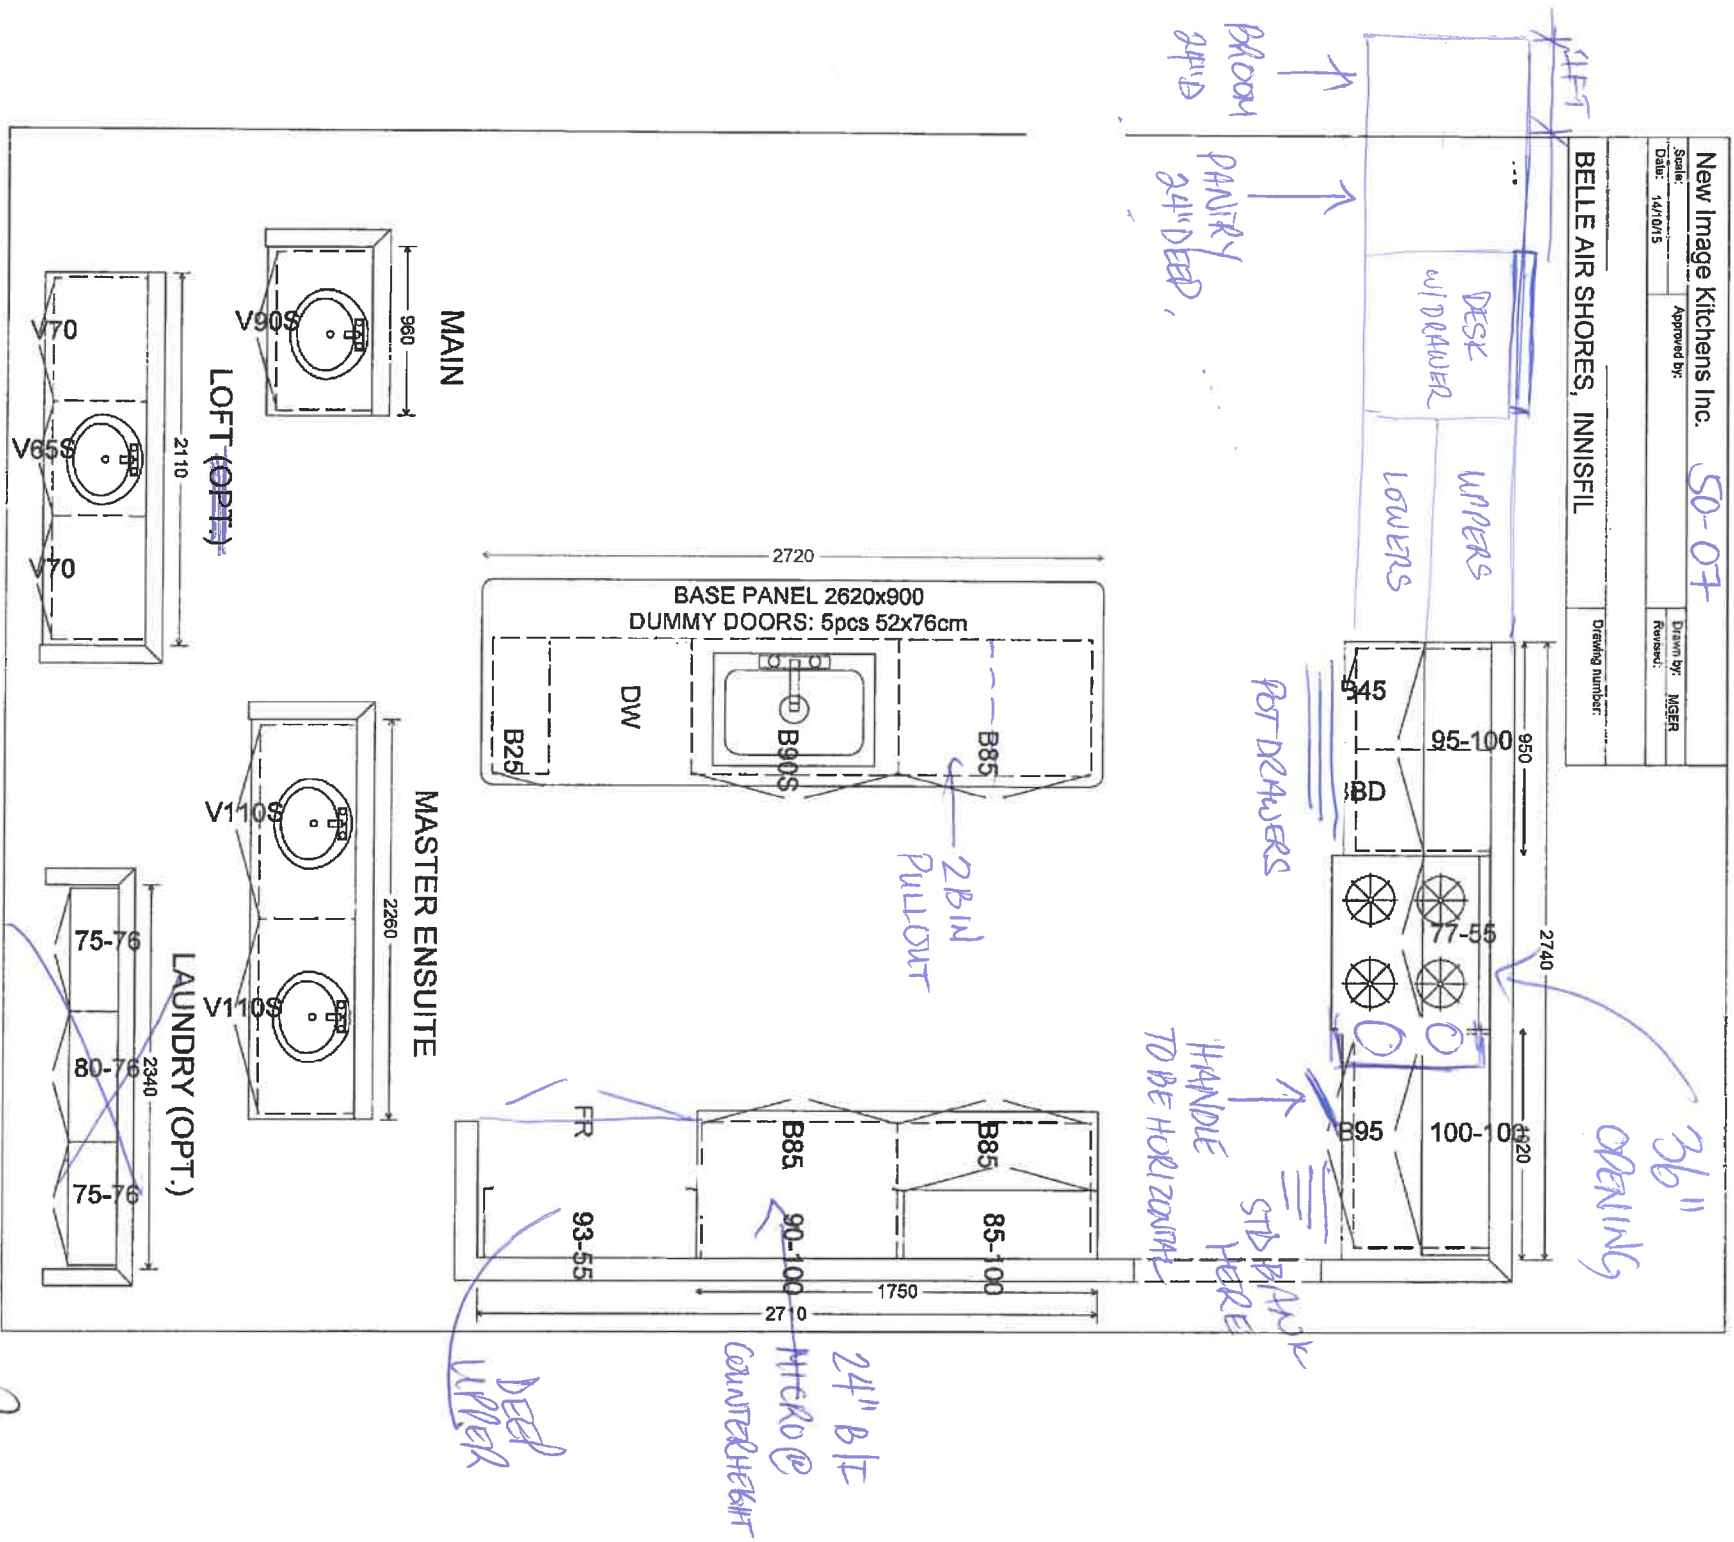 New Image Kitchens Inc. 50-07
Scale:
Date: 14/10/15
Approved by:
Drawn by: MGER
Revised:
BELLE AIR SHORES, INNISFIL
Drawing number:
1FT
BROOM
24"D
PANTRY
24" DEEP,
DESK
W/DRAWER
UPPERS
LOWERS
36"
OPENING
2740
950
1020
B45
95-100
BD
77-55
B95
POT DRAWERS
HANDLE
TO BE HORIZONTAL
STD BANK
HERE
2720
BASE PANEL 2620x900
DUMMY DOORS: 5pcs 52x76cm
B25
DW
B90S
B85
2 BIN
PULLOUT
FR
B85
B85
93-55
90-100
85-100
1750
2710
24" B/I
MICRO @
COUNTERHEIGHT
DEEP
UPPER
MAIN
960
V90S
LOFT (OPT.)
2110
V70
V65S
V70
MASTER ENSUITE
2260
V110S
V110S
LAUNDRY (OPT.)
2340
75-76
80-76
75-76